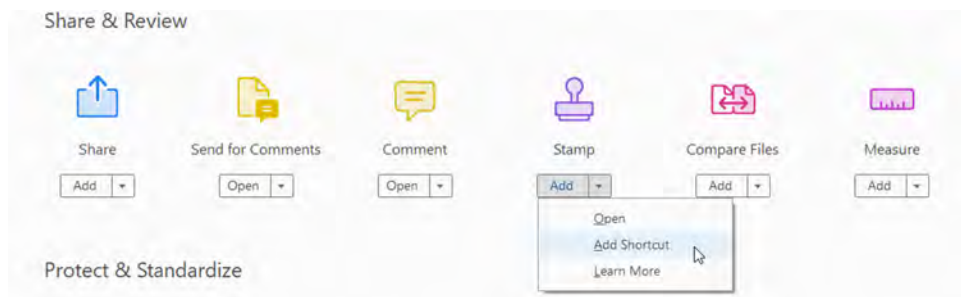 Share & Review
Share Send for Comments Comment Stamp Compare Files Measure
Add Open Open Add Add Add
Open
Add Shortcut
Learn More
Protect & Standardize